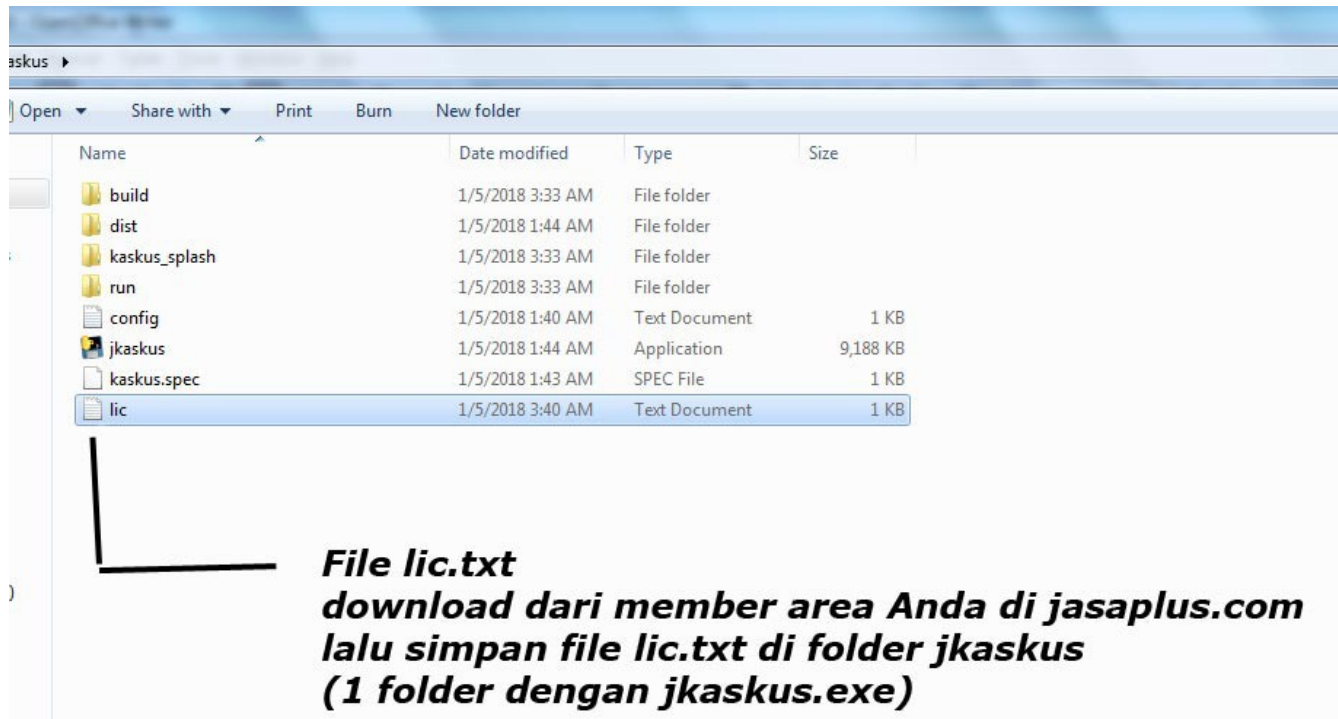 askus
Open Share with Print Burn New folder
Name Date modified Type Size
build 1/5/2018 3:33 AM File folder
dist 1/5/2018 1:44 AM File folder
kaskus_splash 1/5/2018 3:33 AM File folder
run 1/5/2018 3:33 AM File folder
config 1/5/2018 1:40 AM Text Document 1 KB
jkaskus 1/5/2018 1:44 AM Application 9,188 KB
kaskus.spec 1/5/2018 1:43 AM SPEC File 1 KB
lic 1/5/2018 3:40 AM Text Document 1 KB
File lic.txt
download dari member area Anda di jasaplus.com
lalu simpan file lic.txt di folder jkaskus
(1 folder dengan jkaskus.exe)